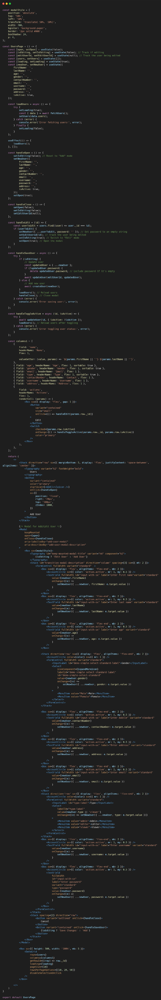 const modalStyle = {
    position: 'absolute',
    top: '50%',
    left: '50%',
    transform: 'translate(-50%, -50%)',
    width: 700,
    bgcolor: 'background.paper',
    border: '2px solid #000',
    boxShadow: 24,
    p: 4,
};

const UsersPage = () => {
    const [open, setOpen] = useState(false);
    const [isEditing, setIsEditing] = useState(false); // Track if editing
    const [editUserId, setEditUserId] = useState(null); // Track the user being edited
    const [users, setUsers] = useState([]);
    const [loading, setLoading] = useState(true);
    const [newUser, setNewUser] = useState({
        firstName: '',
        lastName: '',
        age: '',
        gender: '',
        contactNumber: '',
        email: '',
        username: '',
        password: '',
        address: '',
        isActive: true,
    });

    const loadUsers = async () => {
        try {
            setLoading(true);
            const { data } = await fetchUsers();
            setUsers(data.users);
        } catch (error) {
            console.error('Error fetching users:', error);
        } finally {
            setLoading(false);
        }
    };

    useEffect(() => {
        loadUsers();
    }, []);

    const handleOpen = () => {
        setIsEditing(false); // Reset to "Add" mode
        setNewUser({
            firstName: '',
            lastName: '',
            age: '',
            gender: '',
            contactNumber: '',
            email: '',
            username: '',
            password: '',
            address: '',
            isActive: true,
        });
        setOpen(true);
    };

    const handleClose = () => {
        setOpen(false);
        setIsEditing(false);
        setEditUserId(null);
    };

    const handleEdit = (id) => {
        const userToEdit = users.find((user) => user._id === id);
        if (userToEdit) {
            setNewUser({ ...userToEdit, password: '' }); // Set password to an empty string
            setEditUserId(id); // Track the user being edited
            setIsEditing(true); // Switch to "Edit" mode
            setOpen(true); // Open the modal
        }
    };

    const handleSaveUser = async () => {
        try {
            if (isEditing) {
                // Update user
                const updatedUser = { ...newUser };
                if (!updatedUser.password) {
                    delete updatedUser.password; // Exclude password if it's empty
                }
                await updateUser(editUserId, updatedUser);
            } else {
                // Add new user
                await createUser(newUser);
            }
            loadUsers(); // Reload users
            handleClose(); // Close modal
        } catch (error) {
            console.error('Error saving user:', error);
        }
    };

    const handleToggleActive = async (id, isActive) => {
        try {
            await updateUser(id, { isActive: !isActive });
            loadUsers(); // Reload users after toggling
        } catch (error) {
            console.error('Error toggling user status:', error);
        }
    };

    const columns1 = [
        {
            field: 'name',
            headerName: 'Name',
            flex: 1,

            valueGetter: (value, params) => `${params.firstName || ''} ${params.lastName || ''}`,
        },
        { field: 'age', headerName: 'Age', flex: 1, sortable: true },
        { field: 'gender', headerName: 'Gender', flex: 1, sortable: true },
        { field: 'email', headerName: 'Email', flex: 1 },
        { field: 'type', headerName: 'Type', flex: 1, sortable: true },
        { field: 'contactNumber', headerName: 'Contact', flex: 1 },
        { field: 'username', headerName: 'Username', flex: 1 },
        { field: 'address', headerName: 'Address', flex: 1 },
        {
            field: 'actions',
            headerName: 'Actions',
            flex: 1,
            renderCell: (params) => (
                <Box sx={{ display: 'flex', gap: 1 }}>
                    <Button
                        variant="contained"
                        size="small"
                        onClick={() => handleEdit(params.row._id)}
                    >
                        Edit
                    </Button>
                    <Switch
                        checked={params.row.isActive}
                        onChange={() => handleToggleActive(params.row._id, params.row.isActive)}
                        color="primary"
                    />
                </Box>
            ),
        },
    ];

    return (
        <>
            <Stack direction="row" sx={{ marginBottom: 5, display: 'flex', justifyContent: 'space-between',
alignItems: 'center' }}>
                <Typography variant="h2" fontWeight="bold">
                    Users
                </Typography>
                <Button
                    variant="contained"
                    color="primary"
                    startIcon={<AddCircleIcon />}
                    onClick={handleOpen}
                    sx={{
                        position: 'fixed',
                        right: '20px',
                        top: '100px',
                        zIndex: 1000,
                    }}
                >
                    Add User
                </Button>
            </Stack>

            {/* Modal for Add/Edit User */}
            <Modal
                keepMounted
                open={open}
                onClose={handleClose}
                aria-labelledby="add-user-modal"
                aria-describedby="add-user-modal-description"
            >
                <Box sx={modalStyle}>
                    <Typography id="keep-mounted-modal-title" variant="h4" component="h2">
                        {isEditing ? 'Edit User' : 'Add User'}
                    </Typography>
                    <Stack id="transition-modal-description" direction="column" spacing={3} sx={{ mt: 2 }}>
                        <FormControl fullWidth variant="standard"  >
                            <Box sx={{ display: 'flex', alignItems: 'flex-end', mb: 2 }}>
                                <AccountCircle sx={{ color: 'action.active', mr: 1, my: 0.5 }} />
                                <TextField fullWidth id="input-with-sx" label="Enter first name"variant="standard"
                                    value={newUser.firstName}
                                    onChange={(e) =>
                                        setNewUser({ ...newUser, firstName: e.target.value })
                                    }
                                />
                            </Box>
                            <Box sx={{ display: 'flex', alignItems: 'flex-end', mb: 2 }}>
                                <AccountCircle sx={{ color: 'action.active', mr: 1, my: 0.5 }} />
                                <TextField fullWidth id="input-with-sx" label="Enter last name" variant="standard"
                                    value={newUser.lastName}
                                    onChange={(e) =>
                                        setNewUser({ ...newUser, lastName: e.target.value })
                                    }
                                />
                            </Box>
                            <Box sx={{ display: 'flex', alignItems: 'flex-end', mb: 2 }}>
                                <AccountCircle sx={{ color: 'action.active', mr: 1, my: 0.5 }} />
                                <TextField fullWidth id="input-with-sx" label="Enter age" variant="standard"
                                    value={newUser.age}
                                    onChange={(e) =>
                                        setNewUser({ ...newUser, age: e.target.value })
                                    }
                                />
                            </Box>

                            <Stack direction='row' sx={{ display: 'flex', alignItems: 'flex-end', mb: 2 }}>
                                <AccountCircle color={color} sx={{ mr: 1 }} />
                                <FormControl fullWidth variant="standard">
                                    <InputLabel id="demo-simple-select-standard-label">Gender</InputLabel>
                                    <Select
                                        IconComponent={ExpandMoreIcon}
                                        labelId="demo-simple-select-standard-label"
                                        id="demo-simple-select-standard"
                                        value={newUser.gender}
                                        onChange={(e) =>
                                            setNewUser({ ...newUser, gender: e.target.value })
                                        }
                                    >
                                        <MenuItem value="Male">Male</MenuItem>
                                        <MenuItem value="Female">Female</MenuItem>
                                    </Select>
                                </FormControl>
                            </Stack>

                            <Box sx={{ display: 'flex', alignItems: 'flex-end', mb: 2 }}>
                                <AccountCircle sx={{ color: 'action.active', mr: 1, my: 0.5 }} />
                                <TextField fullWidth id="input-with-sx" label="Enter mobile" variant="standard"
                                    value={newUser.contactNumber}
                                    onChange={(e) =>
                                        setNewUser({ ...newUser, contactNumber: e.target.value })
                                    }
                                />
                            </Box>
                            <Box sx={{ display: 'flex', alignItems: 'flex-end', mb: 2 }}>
                                <AccountCircle sx={{ color: 'action.active', mr: 1, my: 0.5 }} />
                                <TextField fullWidth id="input-with-sx" label="Enter address" variant="standard"
                                    value={newUser.address}
                                    onChange={(e) =>
                                        setNewUser({ ...newUser, address: e.target.value })
                                    }
                                />
                            </Box>
                            <Box sx={{ display: 'flex', alignItems: 'flex-end', mb: 2 }}>
                                <AccountCircle sx={{ color: 'action.active', mr: 1, my: 0.5 }} />
                                <TextField fullWidth id="input-with-sx" label="Enter email" variant="standard"
                                    value={newUser.email}
                                    onChange={(e) =>
                                        setNewUser({ ...newUser, email: e.target.value })
                                    }
                                />
                            </Box>
                            <Stack direction='row' sx={{ display: 'flex', alignItems: 'flex-end', mb: 2 }}>
                                <AccountCircle color={color} sx={{ mr: 1 }} />
                                <FormControl fullWidth variant="standard">
                                    <InputLabel id="type-label">Type</InputLabel>
                                    <Select
                                        labelId="type-label"
                                        value={newUser.type || 'viewer'}
                                        onChange={(e) => setNewUser({ ...newUser, type: e.target.value })}
                                    >
                                        <MenuItem value="admin">Admin</MenuItem>
                                        <MenuItem value="editor">Editor</MenuItem>
                                        <MenuItem value="viewer">Viewer</MenuItem>
                                    </Select>
                                </FormControl>
                            </Stack>
                            <Box sx={{ display: 'flex', alignItems: 'flex-end', mb: 2 }}>
                                <AccountCircle sx={{ color: 'action.active', mr: 1, my: 0.5 }} />
                                <TextField fullWidth id="input-with-sx" label="Enter username" variant="standard"
                                    value={newUser.username}
                                    onChange={(e) =>
                                        setNewUser({ ...newUser, username: e.target.value })
                                    }
                                />
                            </Box>
                            <Box sx={{ display: 'flex', alignItems: 'flex-end', mb: 2 }}>
                                <AccountCircle sx={{ color: 'action.active', mr: 1, my: 0.5 }} />
                                <TextField
                                    fullWidth
                                    id="input-with-sx"
                                    label="Enter password"
                                    variant="standard"
                                    type="password"
                                    value={newUser.password}
                                    onChange={(e) =>
                                        setNewUser({ ...newUser, password: e.target.value })
                                    }
                                />
                            </Box>
                        </FormControl>
                    </Stack>
                    <Stack spacing={2} direction="row">
                        <Button variant="outlined" onClick={handleClose}>
                            Cancel
                        </Button>
                        <Button variant="contained" onClick={handleSaveUser}>
                            {isEditing ? 'Save Changes' : 'Add'}
                        </Button>
                    </Stack>
                </Box>
            </Modal>

            <Box sx={{ height: 500, width: '100%', mb: 5 }}>
                <DataGrid
                    rows={users}
                    columns={columns1}
                    getRowId={(row) => row._id}
                    loading={loading}
                    pageSize={10}
                    rowsPerPageOptions={[10, 20, 50]}
                    disableSelectionOnClick
                />
            </Box>

        </>
    )
}

export default UsersPage